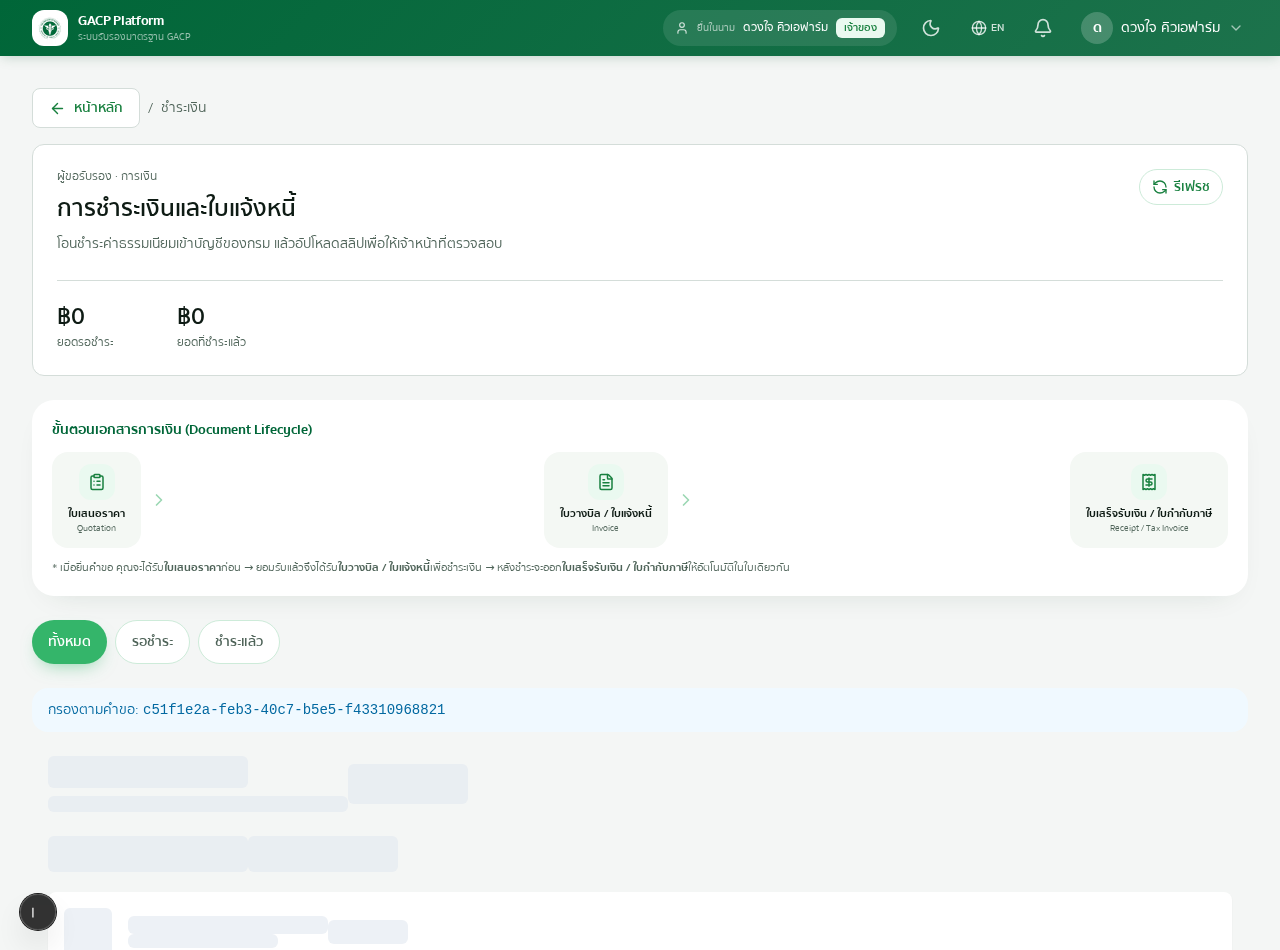 GACP Platform
ระบบรับรองมาตรฐาน GACP
ยื่นในนาม ดวงใจ คิวเอฟาร์ม เจ้าของ
EN
ด ดวงใจ คิวเอฟาร์ม
หน้าหลัก / ชำระเงิน
ผู้ขอรับรอง · การเงิน
การชำระเงินและใบแจ้งหนี้
รีเฟรช
โอนชำระค่าธรรมเนียมเข้าบัญชีของกรม แล้วอัปโหลดสลิปเพื่อให้เจ้าหน้าที่ตรวจสอบ
฿0 ฿0
ยอดรอชำระ ยอดที่ชำระแล้ว
ขั้นตอนเอกสารการเงิน (Document Lifecycle)
ใบเสนอราคา ใบวางบิล / ใบแจ้งหนี้ ใบเสร็จรับเงิน / ใบกำกับภาษี
Quotation Invoice Receipt / Tax Invoice
* เมื่อยื่นคำขอ คุณจะได้รับใบเสนอราคาก่อน → ยอมรับแล้วจึงได้รับใบวางบิล / ใบแจ้งหนี้เพื่อชำระเงิน → หลังชำระจะออกใบเสร็จรับเงิน / ใบกำกับภาษีให้อัตโนมัติในใบเดียวกัน
ทั้งหมด รอชำระ ชำระแล้ว
กรองตามคำขอ: c51f1e2a-feb3-40c7-b5e5-f43310968821